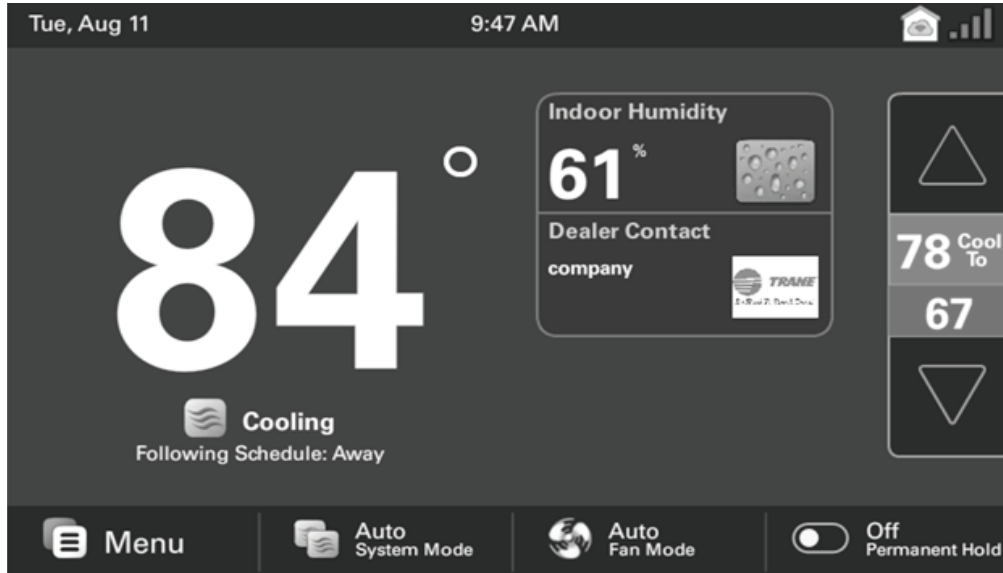 Tue, Aug 11
9:47 AM
84°
Cooling
Following Schedule: Away
Indoor Humidity
61%
Dealer Contact
company
TRANE
78 Cool To
67
Menu
Auto
System Mode
Auto
Fan Mode
Off
Permanent Hold